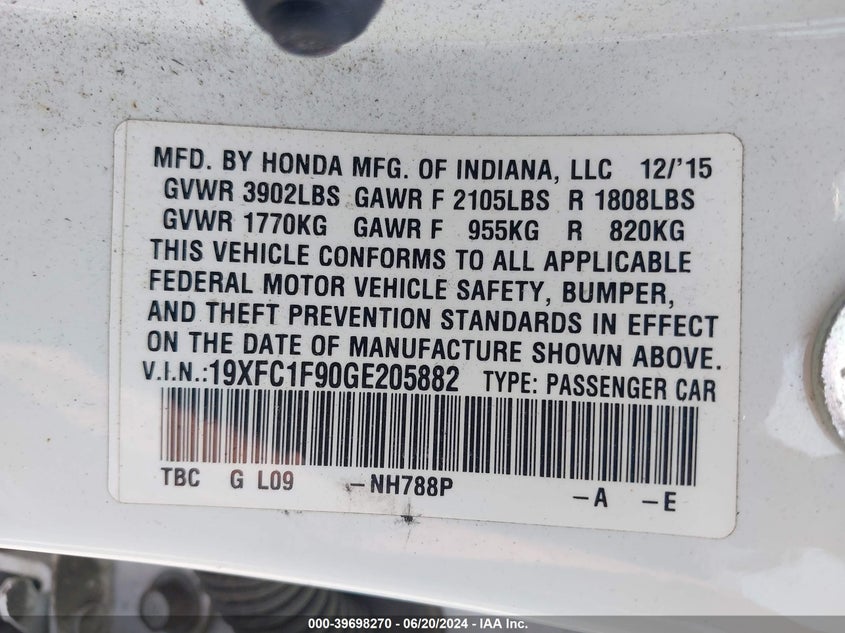 MFD. BY HONDA MFG. OF INDIANA, LLC 12/'15
GVWR 3902LBS GAWR F 2105LBS R 1808LBS
GVWR 1770KG GAWR F 955KG R 820KG
THIS VEHICLE CONFORMS TO ALL APPLICABLE
FEDERAL MOTOR VEHICLE SAFETY, BUMPER,
AND THEFT PREVENTION STANDARDS IN EFFECT
ON THE DATE OF MANUFACTURE SHOWN ABOVE.
V.I.N.:19XFC1F90GE205882 TYPE: PASSENGER CAR
TBC G L09 -NH788P -A -E
000-39698270 - 06/20/2024 - IAA Inc.